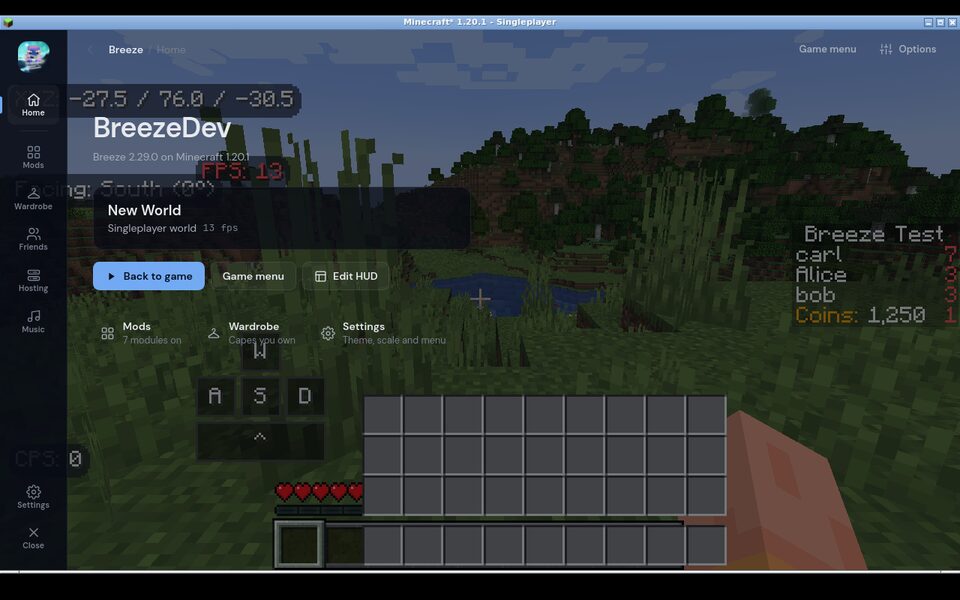 Minecraft* 1.20.1 - Singleplayer
Breeze / Home
Game menu
Options
Home
-27.5 / 76.0 / -30.5
BreezeDev
Breeze 2.29.0 on Minecraft 1.20.1
FPS: 13
Mods
Facing: South (0°)
Wardrobe
New World
Singleplayer world 13 fps
Friends
Breeze Test
carl 7
Alice 3
bob 3
Coins: 1,250 1
Hosting
Back to game
Game menu
Edit HUD
Music
Mods
7 modules on
Wardrobe
Capes you own
Settings
Theme, scale and menu
W
A S D
^
CPS: 0
Settings
Close